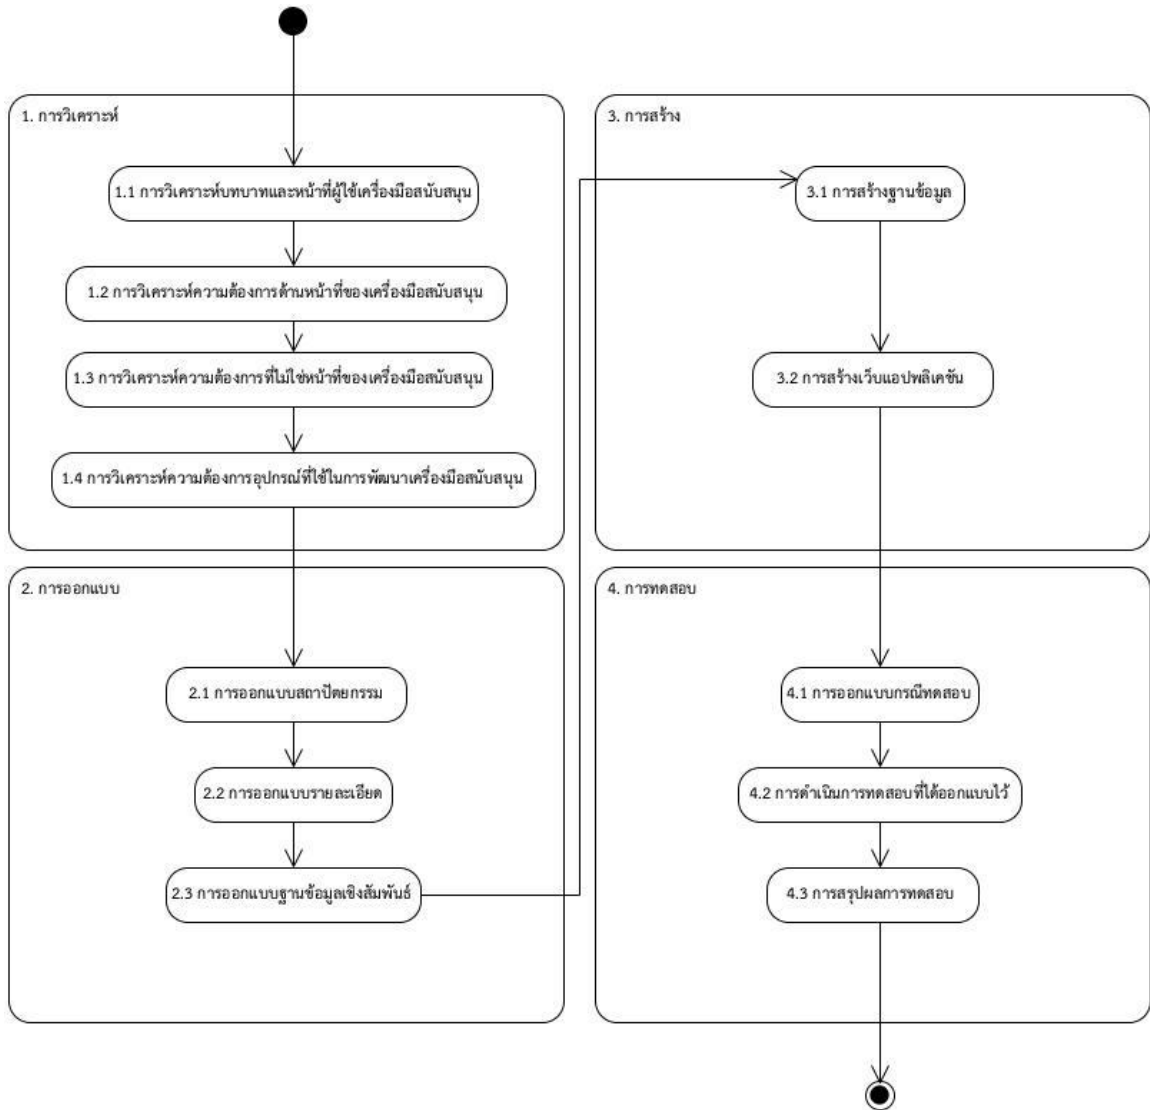 1. การวิเคราะห์
1.1 การวิเคราะห์บทบาทและหน้าที่ผู้ใช้เครื่องมือสนับสนุน
1.2 การวิเคราะห์ความต้องการด้านหน้าที่ของเครื่องมือสนับสนุน
1.3 การวิเคราะห์ความต้องการที่ไม่ใช่หน้าที่ของเครื่องมือสนับสนุน
1.4 การวิเคราะห์ความต้องการอุปกรณ์ที่ใช้ในการพัฒนาเครื่องมือสนับสนุน
2. การออกแบบ
2.1 การออกแบบสถาปัตยกรรม
2.2 การออกแบบรายละเอียด
2.3 การออกแบบฐานข้อมูลเชิงสัมพันธ์
3. การสร้าง
3.1 การสร้างฐานข้อมูล
3.2 การสร้างเว็บแอปพลิเคชัน
4. การทดสอบ
4.1 การออกแบบกรณีทดสอบ
4.2 การดำเนินการทดสอบที่ได้ออกแบบไว้
4.3 การสรุปผลการทดสอบ